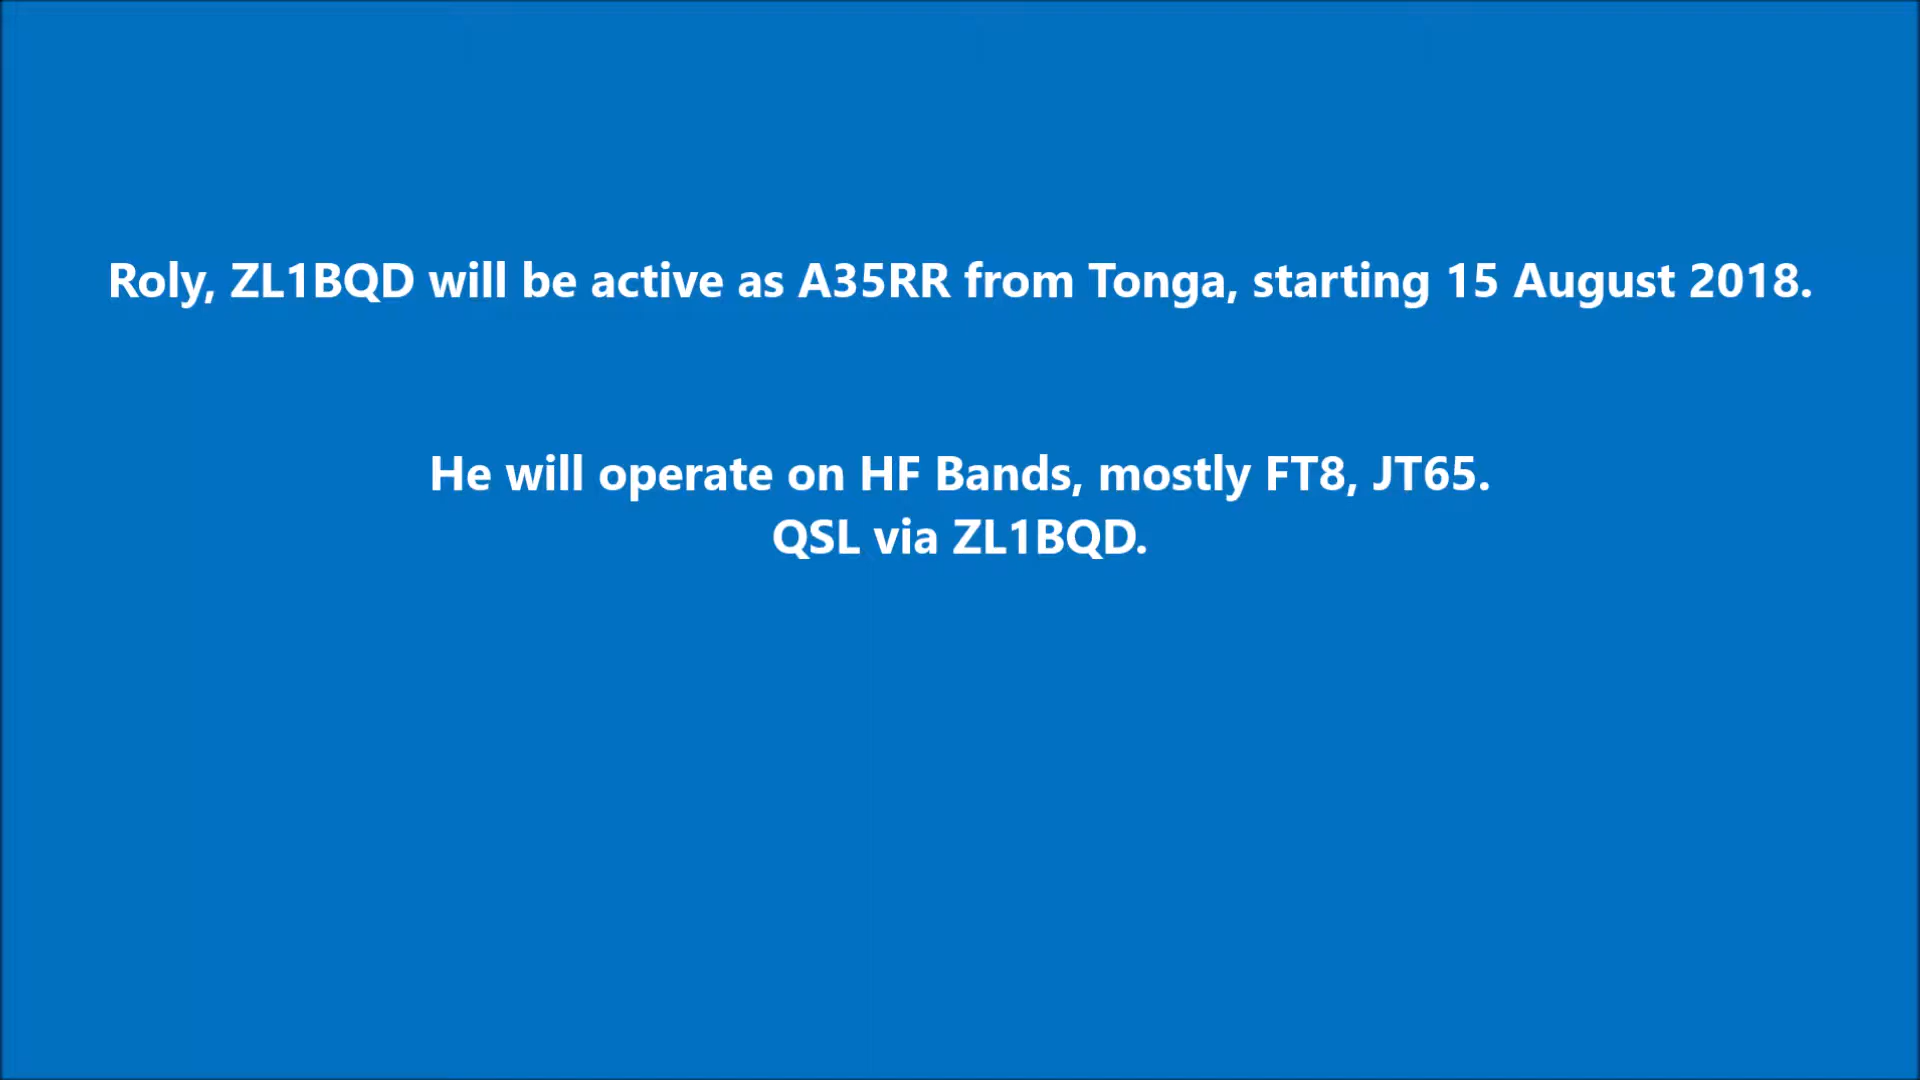 Roly, ZL1BQD will be active as A35RR from Tonga, starting 15 August 2018.
He will operate on HF Bands, mostly FT8, JT65.
QSL via ZL1BQD.